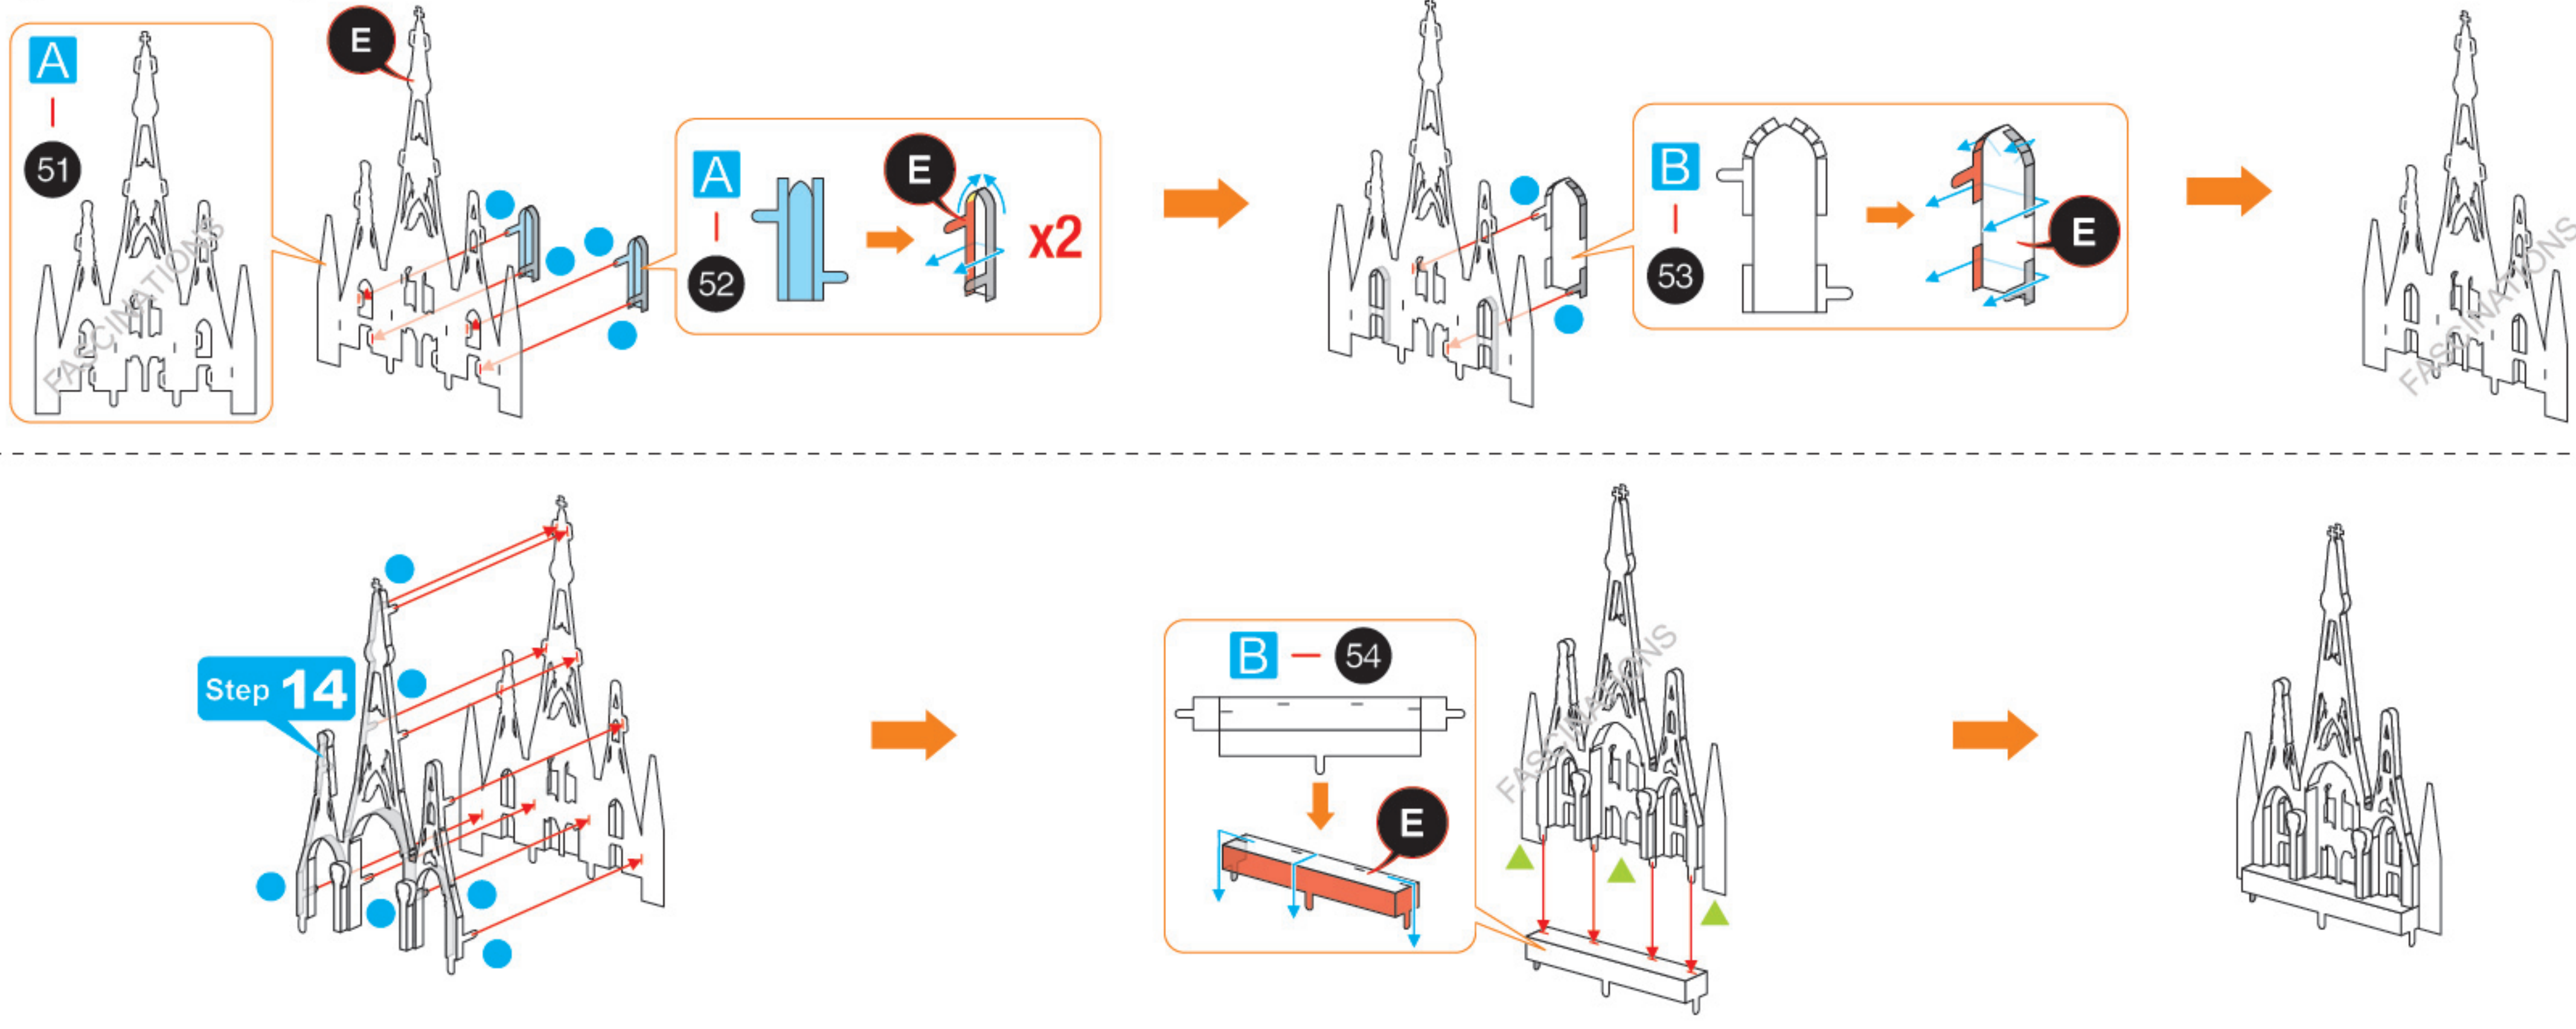 A
51
FASCINATIONS
E
A
52
E
x2
B
53
E
FASCINATIONS
Step 14
B
54
E
FASCINATIONS